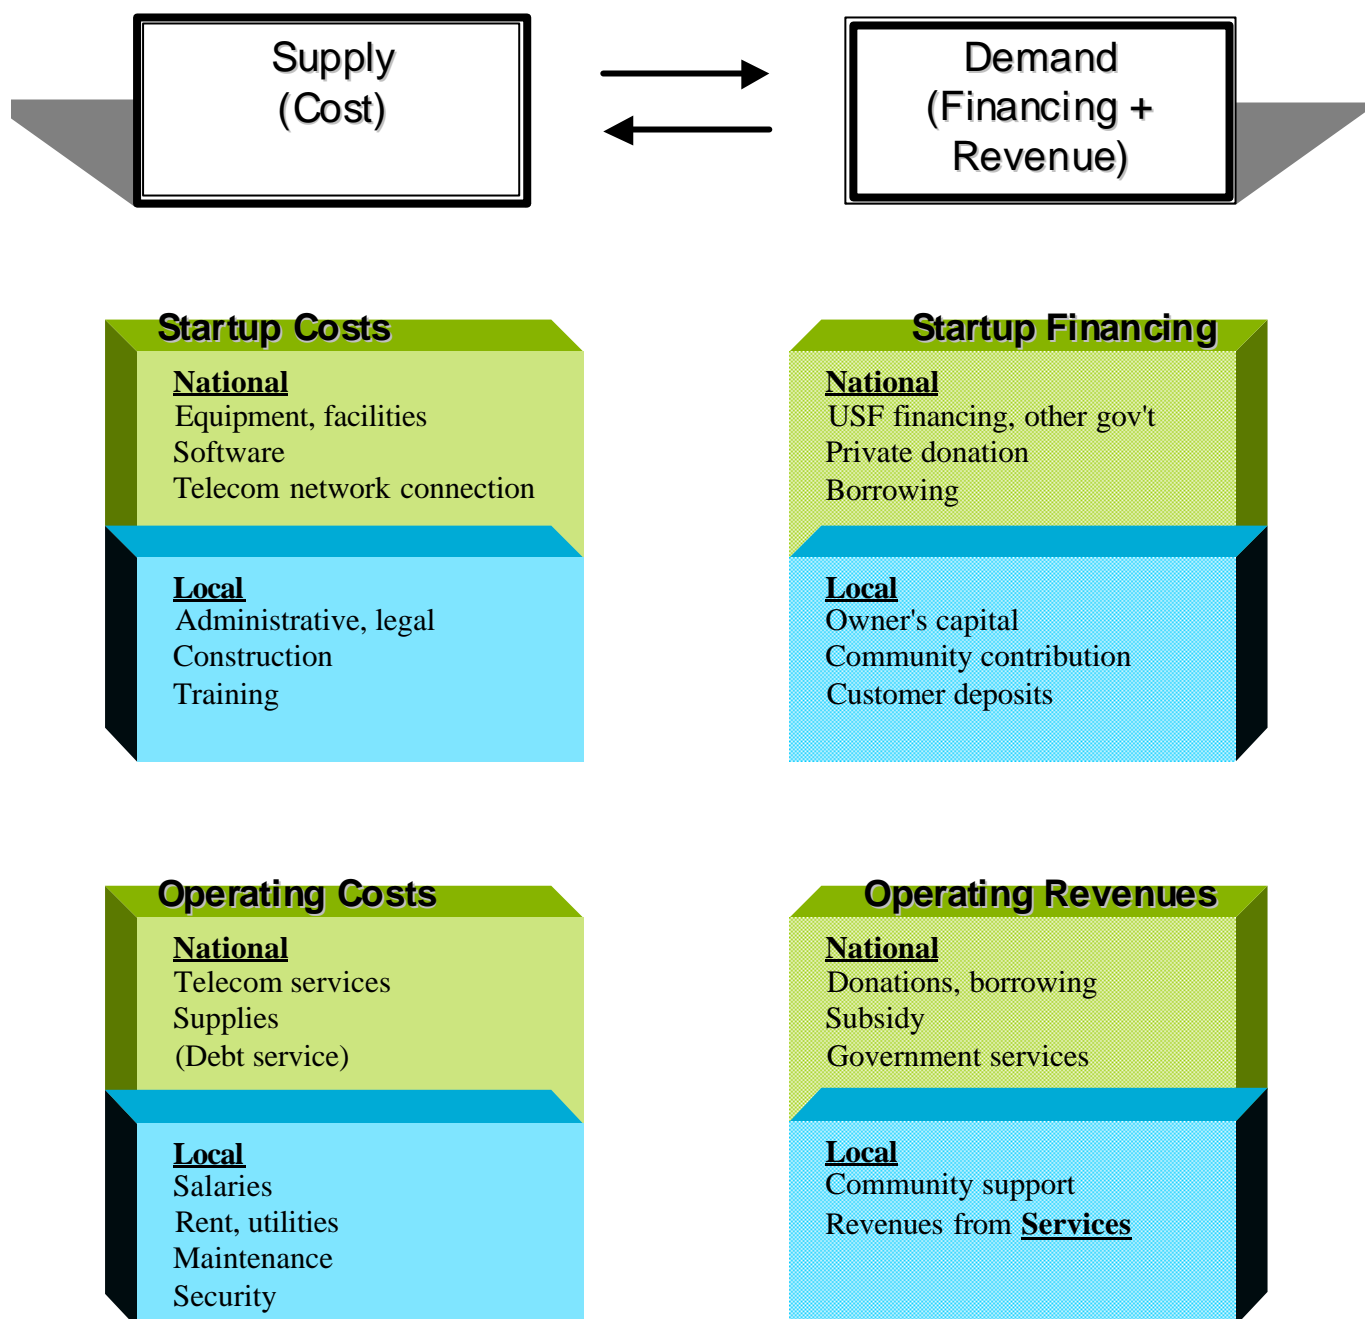 Supply
(Cost)
Demand
(Financing +
Revenue)
Startup Costs
National
Equipment, facilities
Software
Telecom network connection
Local
Administrative, legal
Construction
Training
Startup Financing
National
USF financing, other gov't
Private donation
Borrowing
Local
Owner's capital
Community contribution
Customer deposits
Operating Costs
National
Telecom services
Supplies
(Debt service)
Local
Salaries
Rent, utilities
Maintenance
Security
Operating Revenues
National
Donations, borrowing
Subsidy
Government services
Local
Community support
Revenues from Services